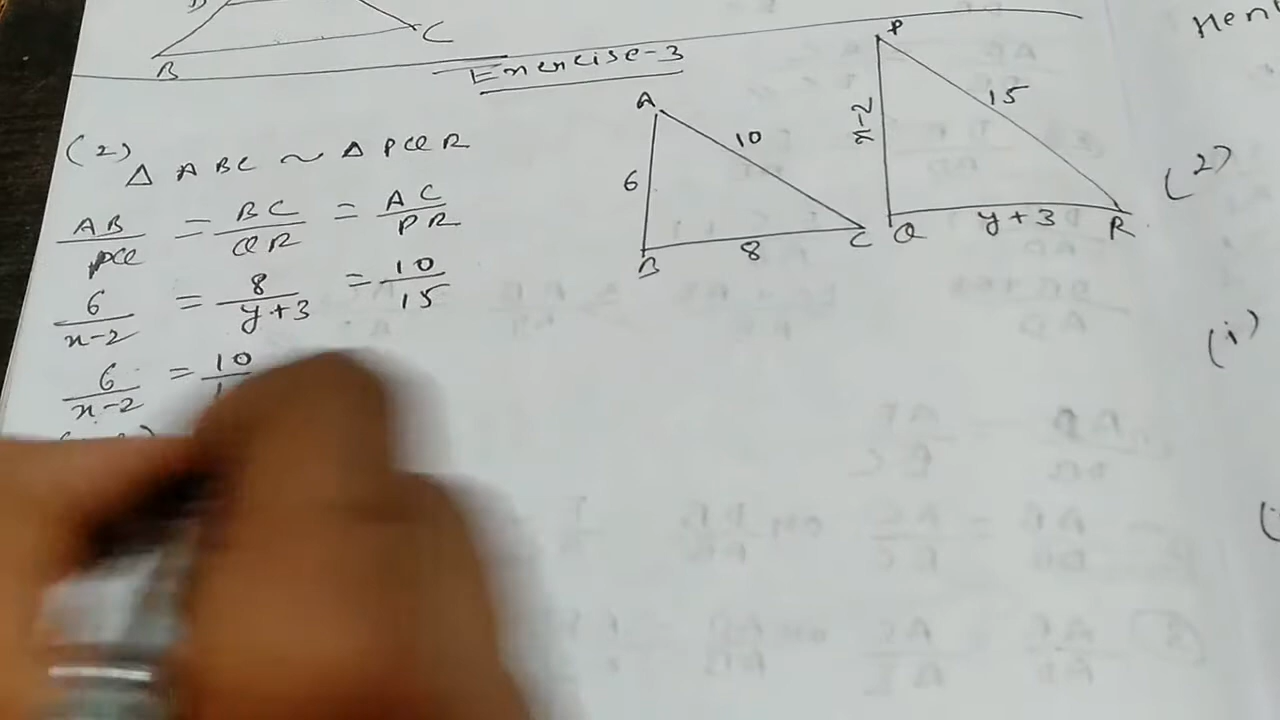 B
C
Exercise-3
(2)
Δ ABC ~ Δ PQR
AB/PQ = BC/QR = AC/PR
6/x-2 = 8/y+3 = 10/15
6/x-2 = 10
A
10
6
B
8
C
P
15
x-2
Q
y+3
R
(2)
(i)